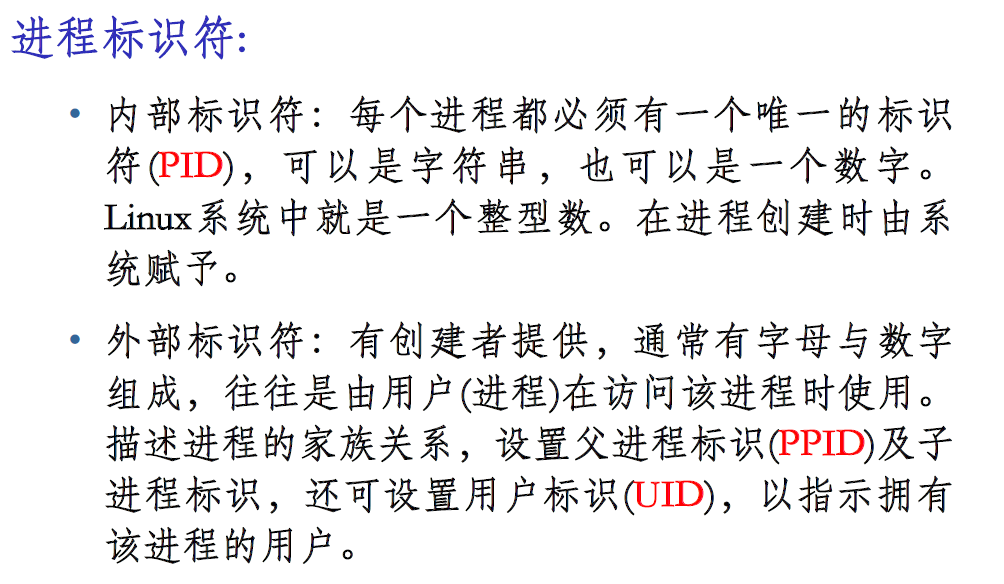 进程标识符:
• 内部标识符：每个进程都必须有一个唯一的标识
符(PID)，可以是字符串，也可以是一个数字。
Linux系统中就是一个整型数。在进程创建时由系
统赋予。
• 外部标识符：有创建者提供，通常有字母与数字
组成，往往是由用户(进程)在访问该进程时使用。
描述进程的家族关系，设置父进程标识(PPID)及子
进程标识，还可设置用户标识(UID)，以指示拥有
该进程的用户。